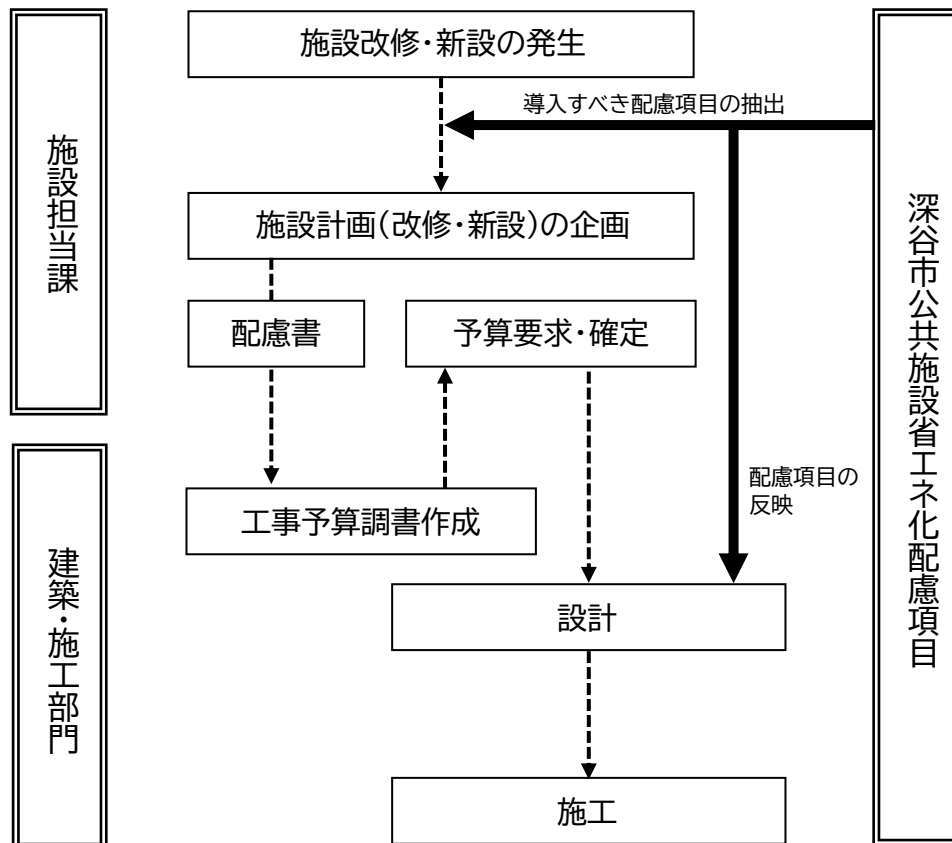 施設改修・新設の発生
導入すべき配慮項目の抽出
施設担当課
施設計画(改修・新設)の企画
配慮書
予算要求・確定
深谷市公共施設省エネ化配慮項目
配慮項目の
反映
工事予算調書作成
建築・施工部門
設計
施工